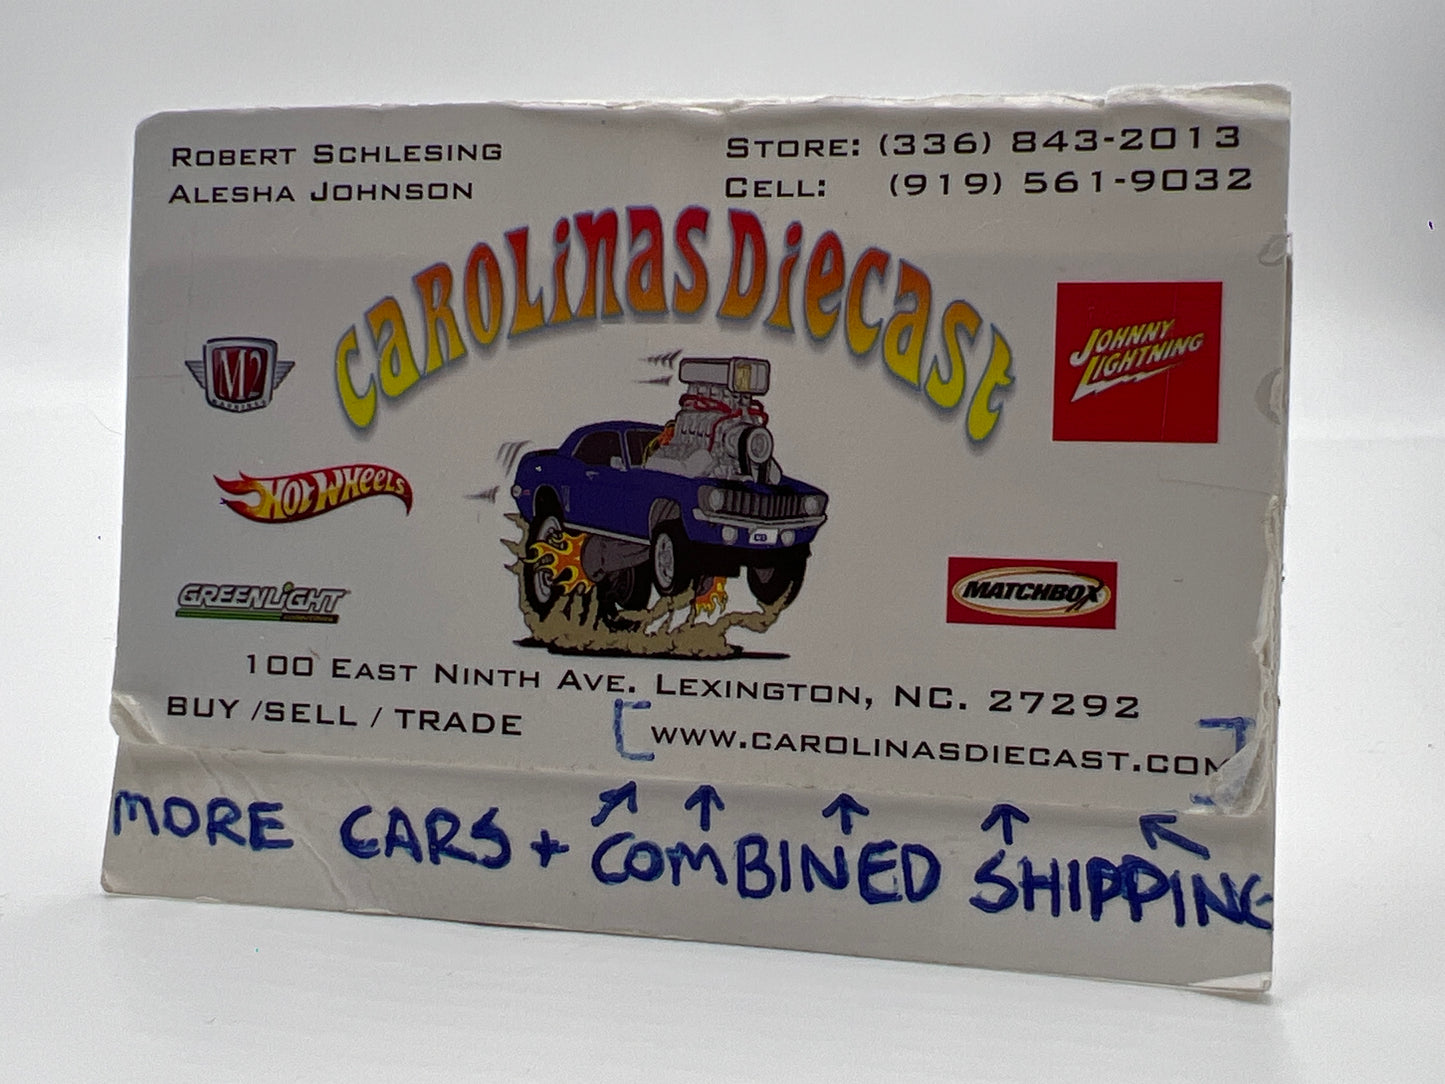 ROBERT SCHLESING
ALESHA JOHNSON
STORE: (336) 843-2013
CELL: (919) 561-9032
CAROLINAS DIECAST
M2
MACHINES
JOHNNY LIGHTNING
HOT WHEELS
GREENLIGHT
MATCHBOX
100 EAST NINTH AVE. LEXINGTON, NC. 27292
BUY /SELL / TRADE
[WWW.CAROLINASDIECAST.COM]
MORE CARS + COMBINED SHIPPING